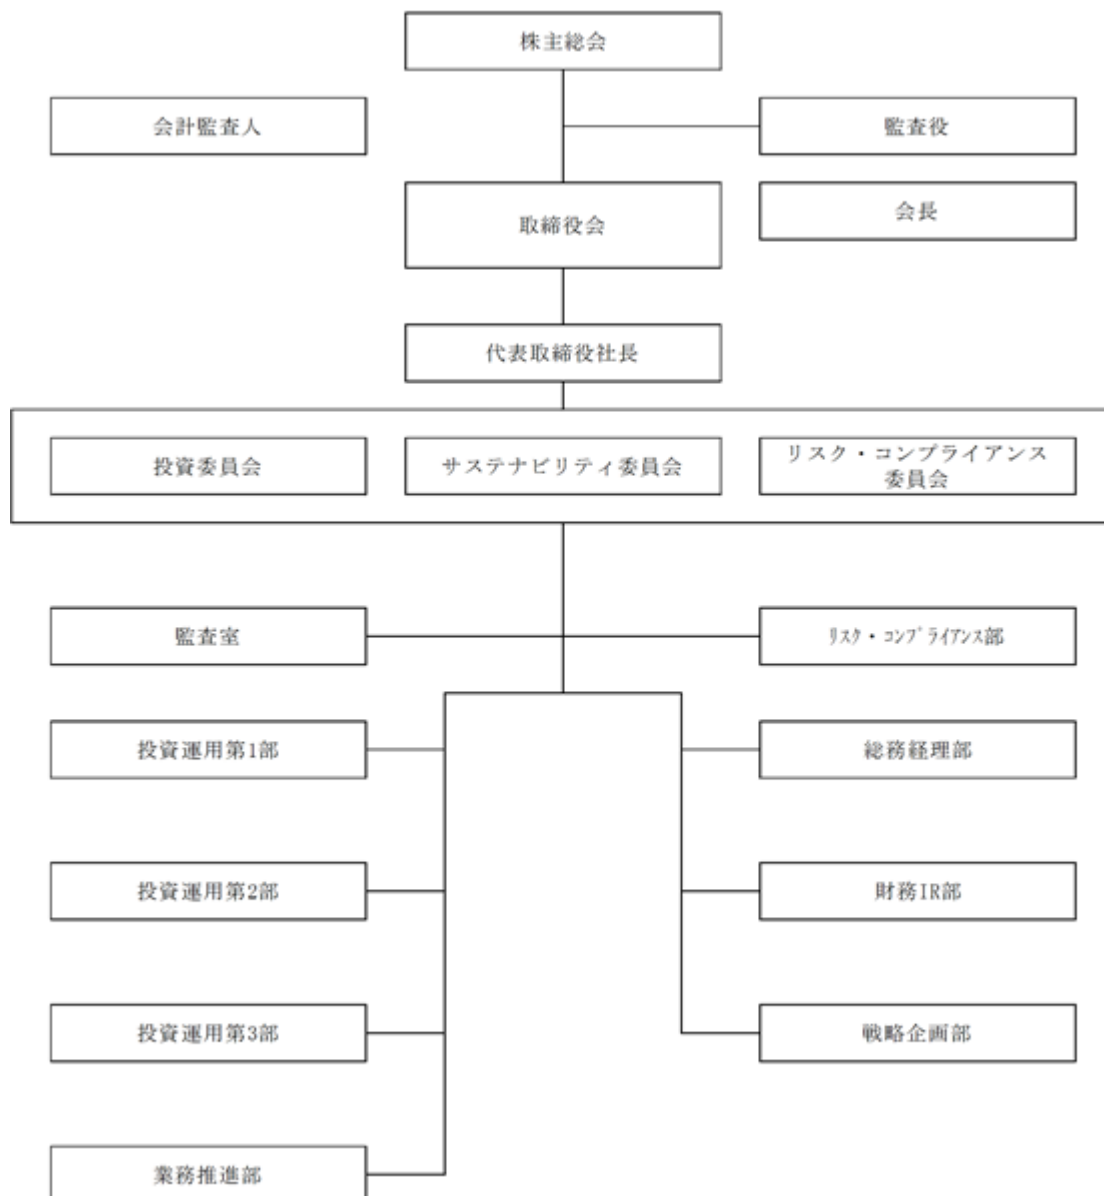 株主総会
会計監査人
監査役
取締役会
会長
代表取締役社長
投資委員会
サステナビリティ委員会
リスク・コンプライアンス
委員会
監査室
ﾘｽｸ・ｺﾝﾌﾟﾗｲｱﾝｽ部
投資運用第1部
総務経理部
投資運用第2部
財務IR部
投資運用第3部
戦略企画部
業務推進部